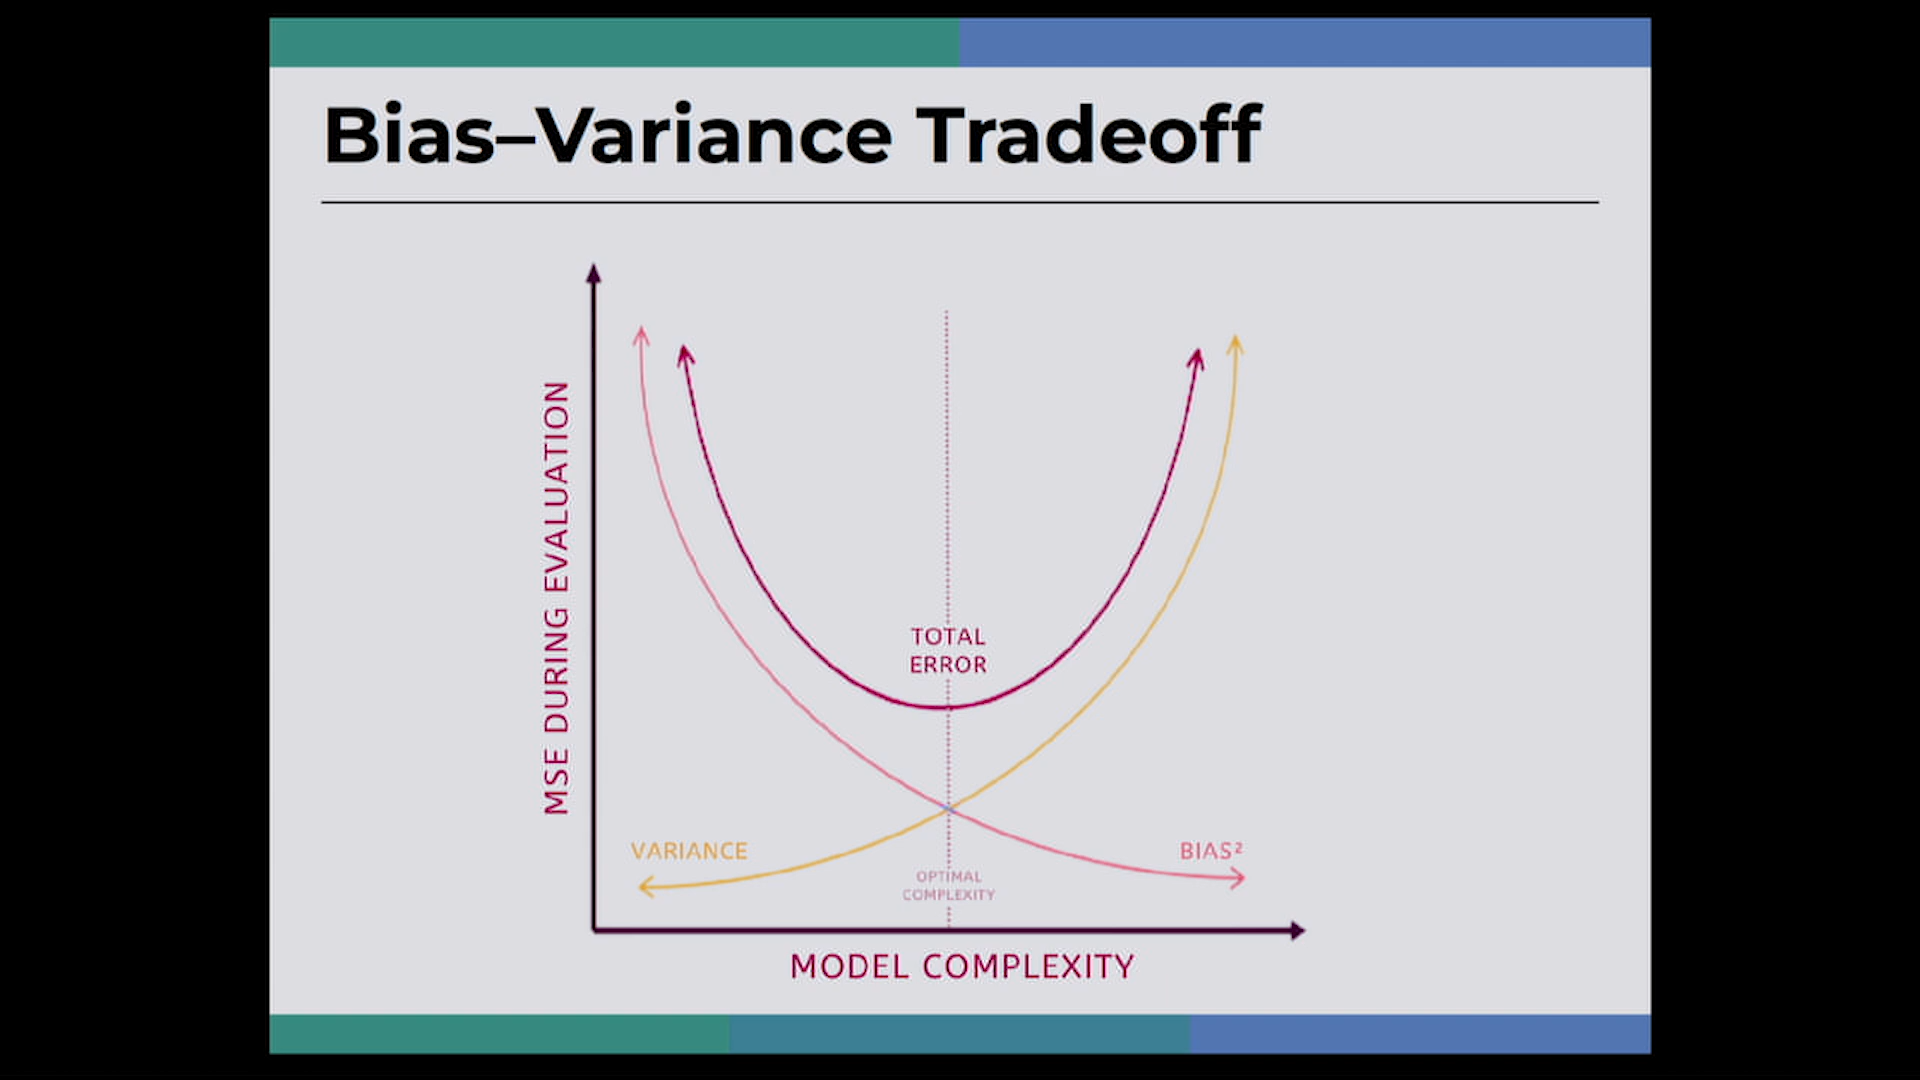 Bias–Variance Tradeoff
MSE DURING EVALUATION
TOTAL
ERROR
VARIANCE
BIAS²
OPTIMAL
COMPLEXITY
MODEL COMPLEXITY